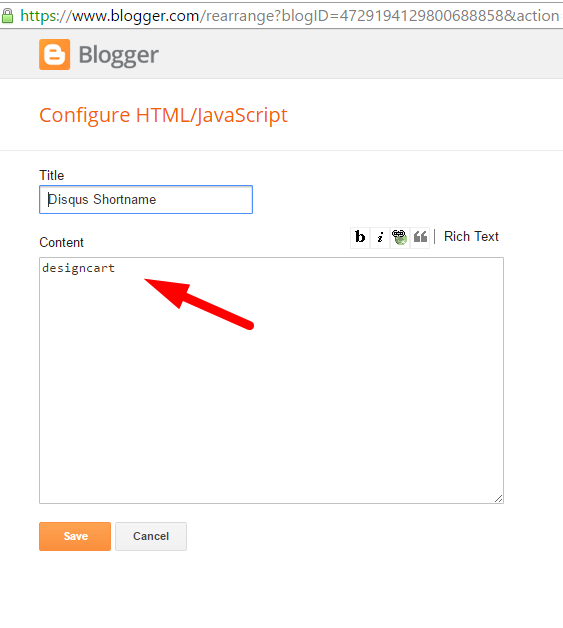 https://www.blogger.com/rearrange?blogID=4729194129800688858&action
Blogger
Configure HTML/JavaScript
Title
Disqus Shortname
Content
b i Rich Text
designcart
Save Cancel